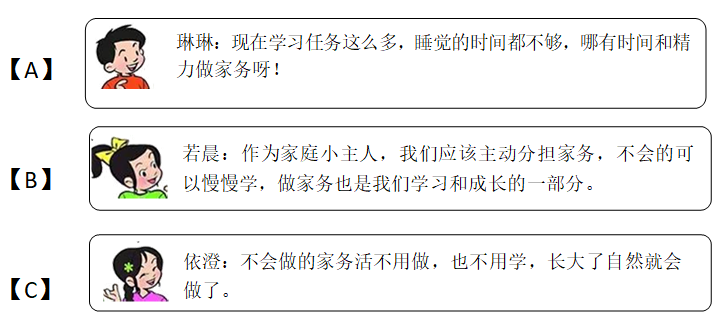 【A】
琳琳：现在学习任务这么多，睡觉的时间都不够，哪有时间和精
力做家务呀！
【B】
若晨：作为家庭小主人，我们应该主动分担家务，不会的可
以慢慢学，做家务也是我们学习和成长的一部分。
【C】
依澄：不会做的家务活不用做，也不用学，长大了自然就会
做了。